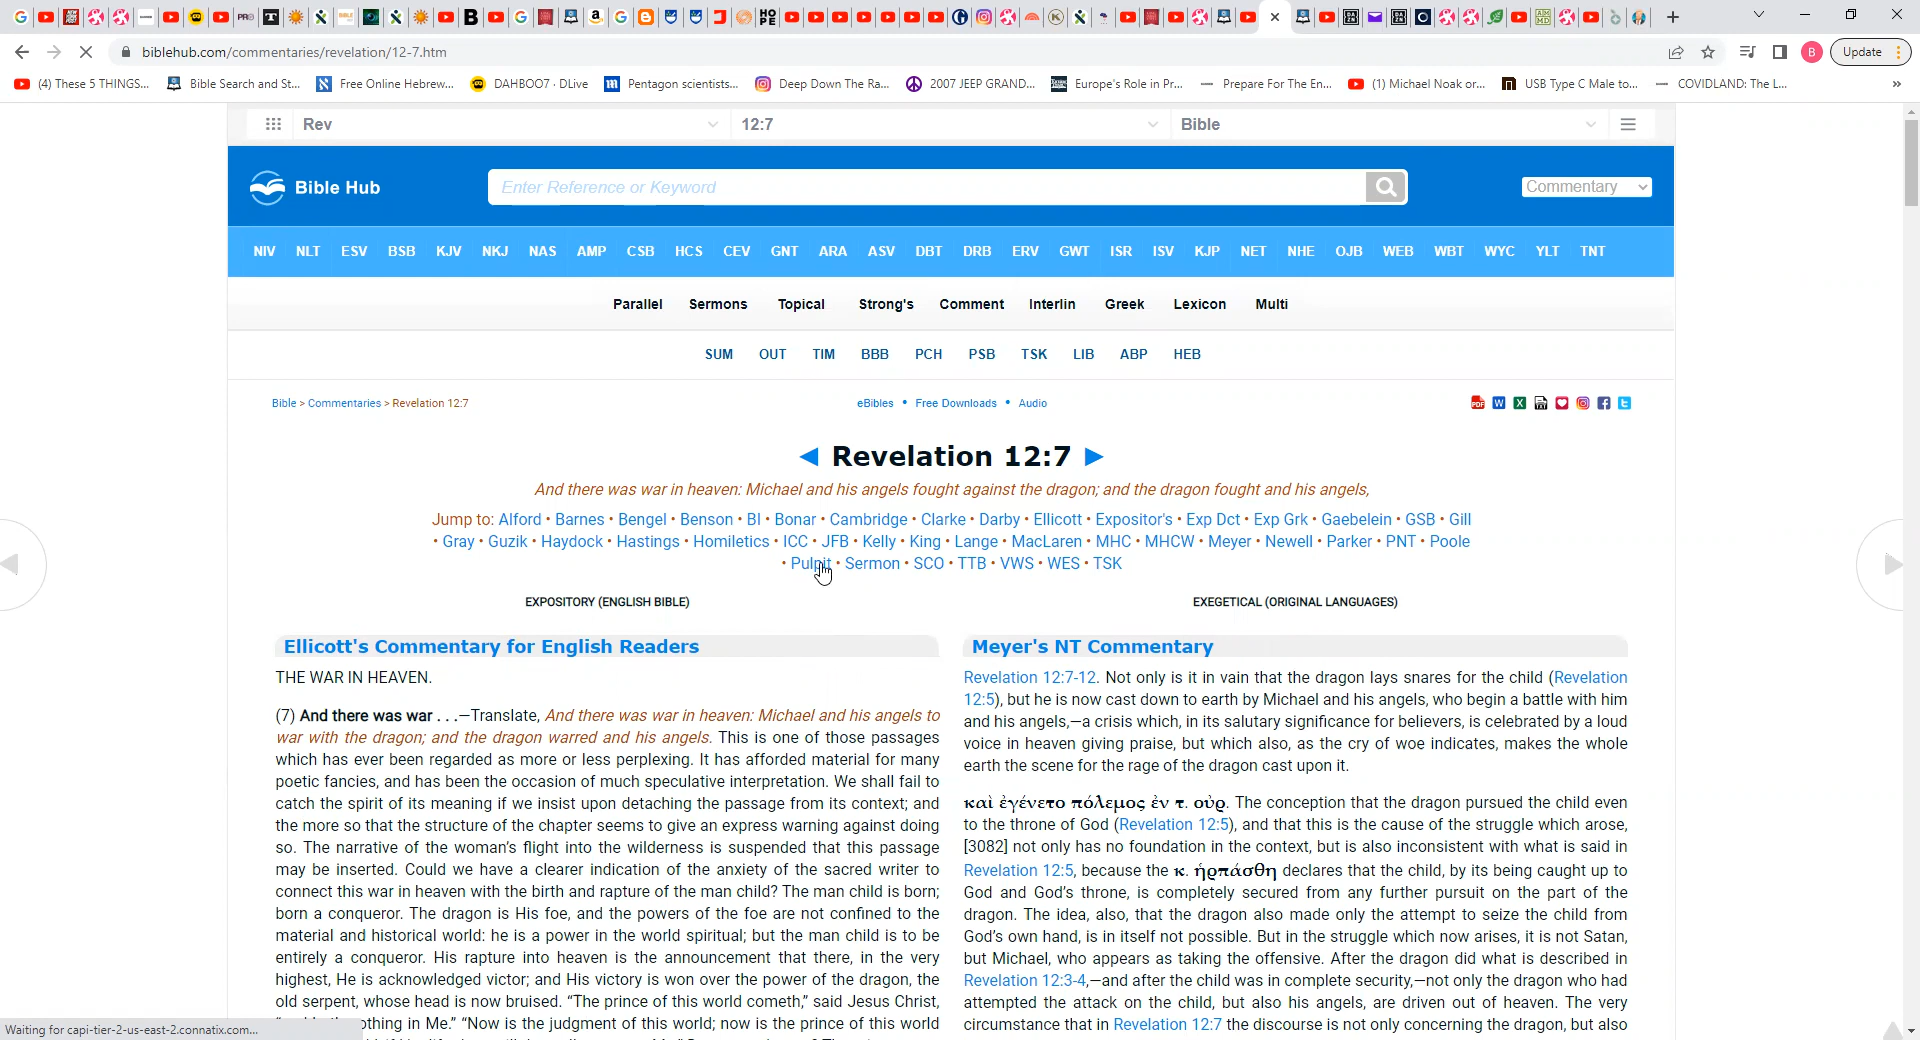 biblehub.com/commentaries/revelation/12-7.htm
B Update
(4) These 5 THINGS... Bible Search and St... Free Online Hebrew... DAHBOO7 · DLive Pentagon scientists... Deep Down The Ra... 2007 JEEP GRAND... Europe's Role in Pr... Prepare For The En... (1) Michael Noak or... USB Type C Male to... COVIDLAND: The L... »
Rev 12:7 Bible
Bible Hub Enter Reference or Keyword Commentary
NIV NLT ESV BSB KJV NKJ NAS AMP CSB HCS CEV GNT ARA ASV DBT DRB ERV GWT ISR ISV KJP NET NHE OJB WEB WBT WYC YLT TNT
Parallel Sermons Topical Strong's Comment Interlin Greek Lexicon Multi
SUM OUT TIM BBB PCH PSB TSK LIB ABP HEB
Bible > Commentaries > Revelation 12:7 eBibles • Free Downloads • Audio
◄ Revelation 12:7 ►
And there was war in heaven: Michael and his angels fought against the dragon; and the dragon fought and his angels,
Jump to: Alford • Barnes • Bengel • Benson • BI • Bonar • Cambridge • Clarke • Darby • Ellicott • Expositor's • Exp Dct • Exp Grk • Gaebelein • GSB • Gill
• Gray • Guzik • Haydock • Hastings • Homiletics • ICC • JFB • Kelly • King • Lange • MacLaren • MHC • MHCW • Meyer • Newell • Parker • PNT • Poole
• Pulpit • Sermon • SCO • TTB • VWS • WES • TSK
EXPOSITORY (ENGLISH BIBLE)
Ellicott's Commentary for English Readers
THE WAR IN HEAVEN.
(7) And there was war . . .—Translate, And there was war in heaven: Michael and his angels to
war with the dragon; and the dragon warred and his angels. This is one of those passages
which has ever been regarded as more or less perplexing. It has afforded material for many
poetic fancies, and has been the occasion of much speculative interpretation. We shall fail to
catch the spirit of its meaning if we insist upon detaching the passage from its context; and
the more so that the structure of the chapter seems to give an express warning against doing
so. The narrative of the woman's flight into the wilderness is suspended that this passage
may be inserted. Could we have a clearer indication of the anxiety of the sacred writer to
connect this war in heaven with the birth and rapture of the man child? The man child is born;
born a conqueror. The dragon is His foe, and the powers of the foe are not confined to the
material and historical world: he is a power in the world spiritual; but the man child is to be
entirely a conqueror. His rapture into heaven is the announcement that there, in the very
highest, He is acknowledged victor; and His victory is won over the power of the dragon, the
old serpent, whose head is now bruised. “The prince of this world cometh,” said Jesus Christ,
othing in Me.” “Now is the judgment of this world; now is the prince of this world
EXEGETICAL (ORIGINAL LANGUAGES)
Meyer's NT Commentary
Revelation 12:7-12. Not only is it in vain that the dragon lays snares for the child (Revelation
12:5), but he is now cast down to earth by Michael and his angels, who begin a battle with him
and his angels,—a crisis which, in its salutary significance for believers, is celebrated by a loud
voice in heaven giving praise, but which also, as the cry of woe indicates, makes the whole
earth the scene for the rage of the dragon cast upon it.
καὶ ἐγένετο πόλεμος ἐν τ. οὐρ. The conception that the dragon pursued the child even
to the throne of God (Revelation 12:5), and that this is the cause of the struggle which arose,
[3082] not only has no foundation in the context, but is also inconsistent with what is said in
Revelation 12:5, because the κ. ἡρπάσθη declares that the child, by its being caught up to
God and God's throne, is completely secured from any further pursuit on the part of the
dragon. The idea, also, that the dragon also made only the attempt to seize the child from
God's own hand, is in itself not possible. But in the struggle which now arises, it is not Satan,
but Michael, who appears as taking the offensive. After the dragon did what is described in
Revelation 12:3-4,—and after the child was in complete security,—not only the dragon who had
attempted the attack on the child, but also his angels, are driven out of heaven. The very
circumstance that in Revelation 12:7 the discourse is not only concerning the dragon, but also
Waiting for capi-tier-2-us-east-2.connatix.com...